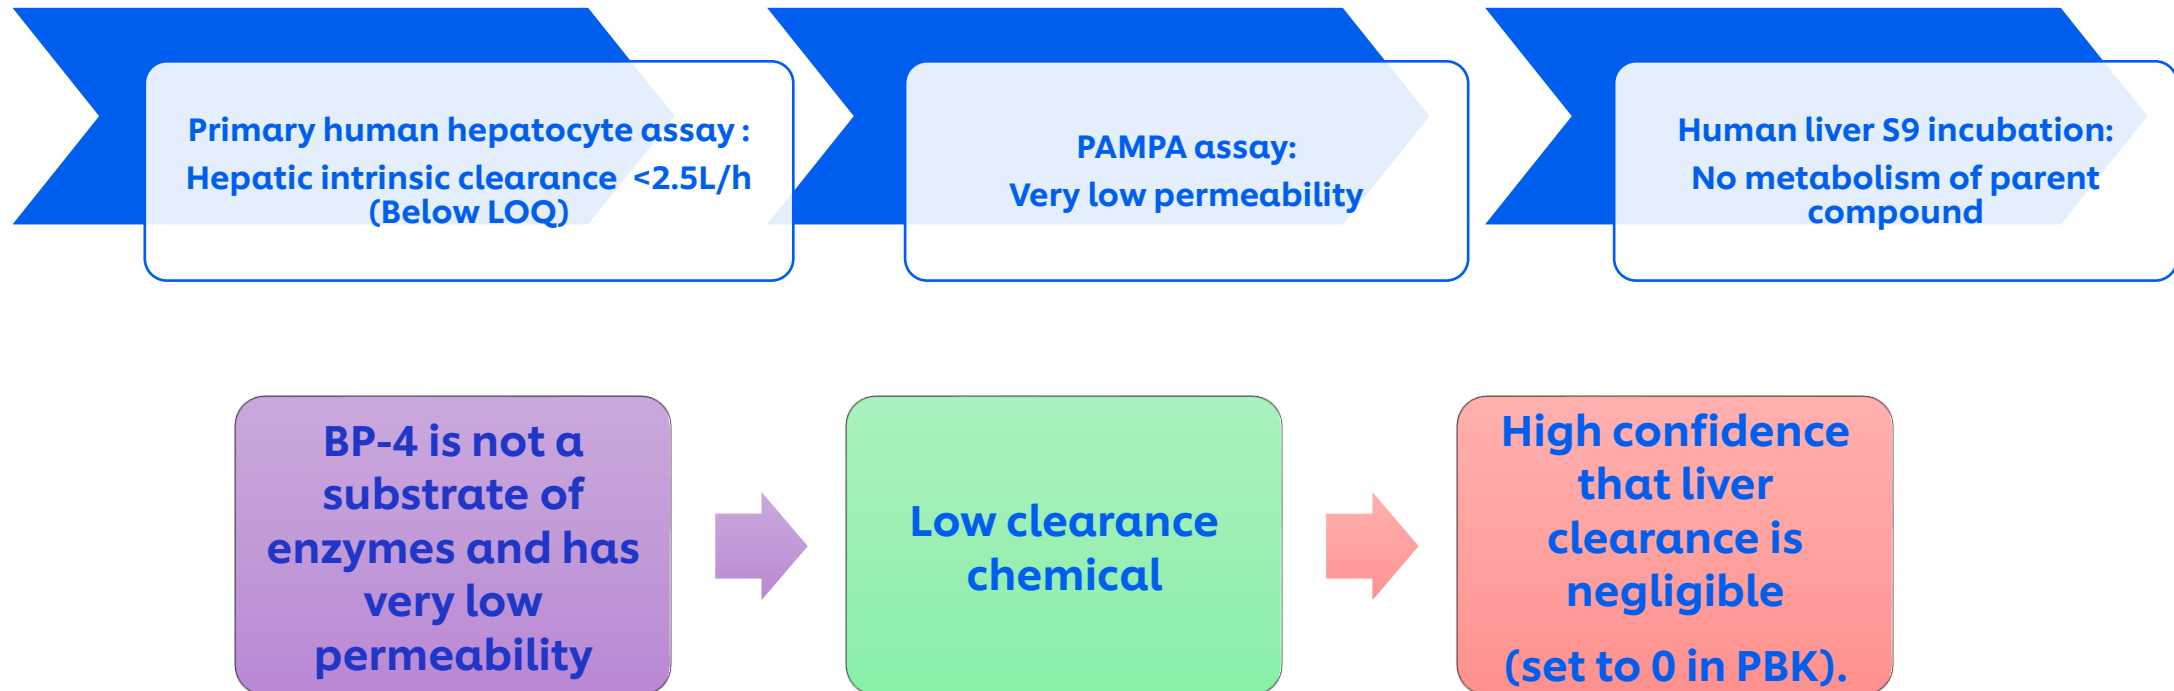 Primary human hepatocyte assay :
Hepatic intrinsic clearance <2.5L/h
(Below LOQ)
PAMPA assay:
Very low permeability
Human liver S9 incubation:
No metabolism of parent
compound
BP-4 is not a
substrate of
enzymes and has
very low
permeability
Low clearance
chemical
High confidence
that liver
clearance is
negligible
(set to 0 in PBK).